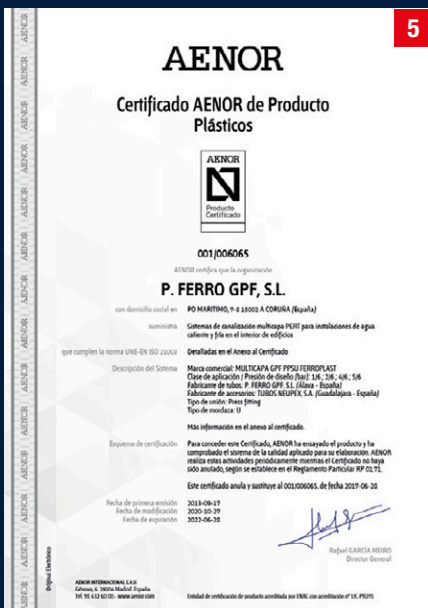 5
AENOR
Certificado AENOR de Producto
Plásticos
AENOR
N
Producto
Certificado
001/006065
AENOR certifica que la organización
P. FERRO GPF, S.L.
con domicilio social en PO MARITIMO, 7-8 15002 A CORUÑA (España)
suministra Sistemas de canalización multicapa PERT para instalaciones de agua
caliente y fría en el interior de edificios
que cumplen la norma UNE-EN ISO 21003 Detalladas en el Anexo al Certificado
Descripción del Sistema Marca comercial: MULTICAPA GPF PPSU FERROPLAST
Clase de aplicación / Presión de diseño (bar): 1/6 ; 2/6 ; 4/6 ; 5/6
Fabricante de tubos: P. FERRO GPF, S.L. (Álava - España)
Fabricante de accesorios: TUBOS NEUPEX, S.A. (Guadalajara - España)
Tipo de unión: Press fitting
Tipo de mordaza: U
Más información en el anexo al certificado.
Esquema de certificación Para conceder este Certificado, AENOR ha ensayado el producto y ha
comprobado el sistema de la calidad aplicado para su elaboración. AENOR
realiza estas actividades periódicamente mientras el Certificado no haya
sido anulado, según se establece en el Reglamento Particular RP 01.71.
Este certificado anula y sustituye al 001/006065, de fecha 2017-06-28
Fecha de primera emisión 2013-09-17
Fecha de modificación 2020-10-27
Fecha de expiración 2022-06-28
Rafael GARCÍA MEIRO
Director General
Original Electrónico
AENOR INTERNACIONAL S.A.U.
Génova, 6. 28004 Madrid. España
Tel. 91 432 60 00.- www.aenor.com
Entidad de certificación de producto acreditada por ENAC con acreditación nº 1/C-PR271